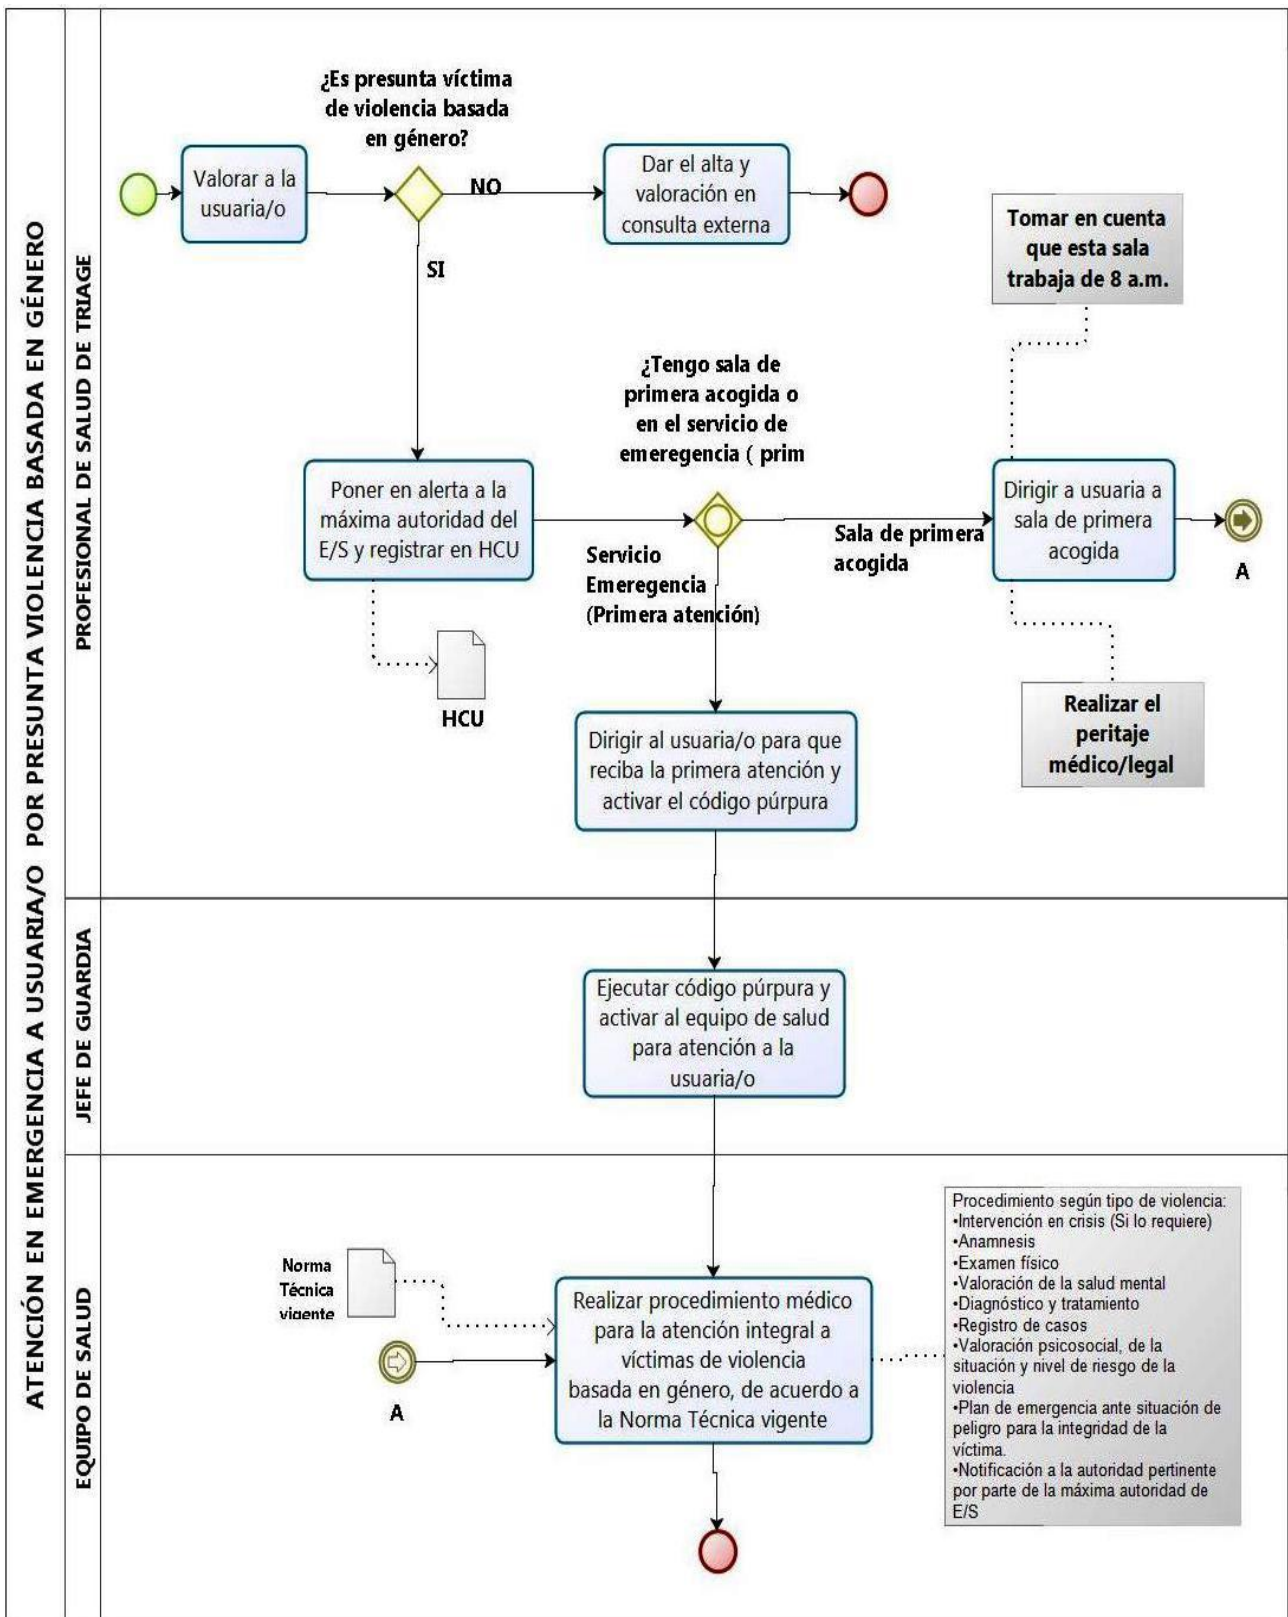 ATENCIÓN EN EMERGENCIA A USUARIA/O POR PRESUNTA VIOLENCIA BASADA EN GÉNERO
PROFESIONAL DE SALUD DE TRIAGE
¿Es presunta víctima
de violencia basada
en género?
Valorar a la
usuaria/o
NO
Dar el alta y
valoración en
consulta externa
SI
Tomar en cuenta
que esta sala
trabaja de 8 a.m.
¿Tengo sala de
primera acogida o
en el servicio de
emeregencia ( prim
Poner en alerta a la
máxima autoridad del
E/S y registrar en HCU
HCU
Servicio
Emeregencia
(Primera atención)
Sala de primera
acogida
Dirigir a usuaria a
sala de primera
acogida
A
Realizar el
peritaje
médico/legal
Dirigir al usuaria/o para que
reciba la primera atención y
activar el código púrpura
JEFE DE GUARDIA
Ejecutar código púrpura y
activar al equipo de salud
para atención a la
usuaria/o
EQUIPO DE SALUD
Norma
Técnica
vigente
A
Realizar procedimiento médico
para la atención integral a
víctimas de violencia
basada en género, de acuerdo a
la Norma Técnica vigente
Procedimiento según tipo de violencia:
•Intervención en crisis (Si lo requiere)
•Anamnesis
•Examen físico
•Valoración de la salud mental
•Diagnóstico y tratamiento
•Registro de casos
•Valoración psicosocial, de la
situación y nivel de riesgo de la
violencia
•Plan de emergencia ante situación de
peligro para la integridad de la
víctima.
•Notificación a la autoridad pertinente
por parte de la máxima autoridad de
E/S